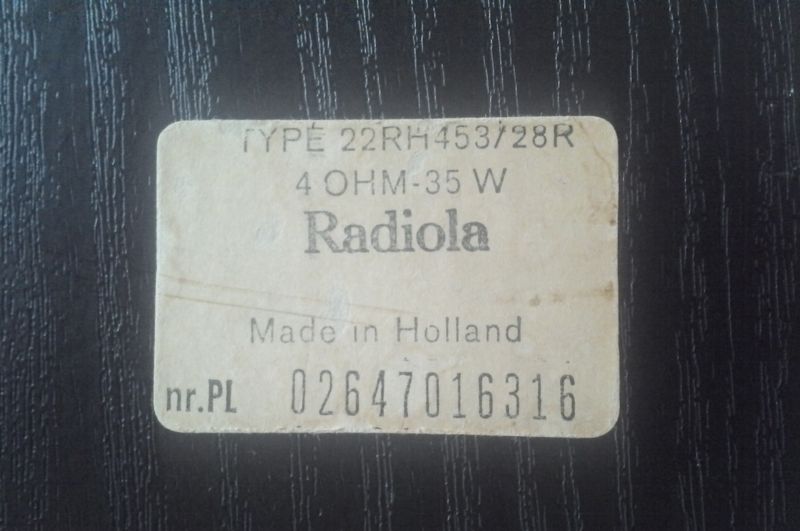 TYPE 22RH453/28R
4 OHM-35 W
Radiola
Made in Holland
nr.PL 02647016316